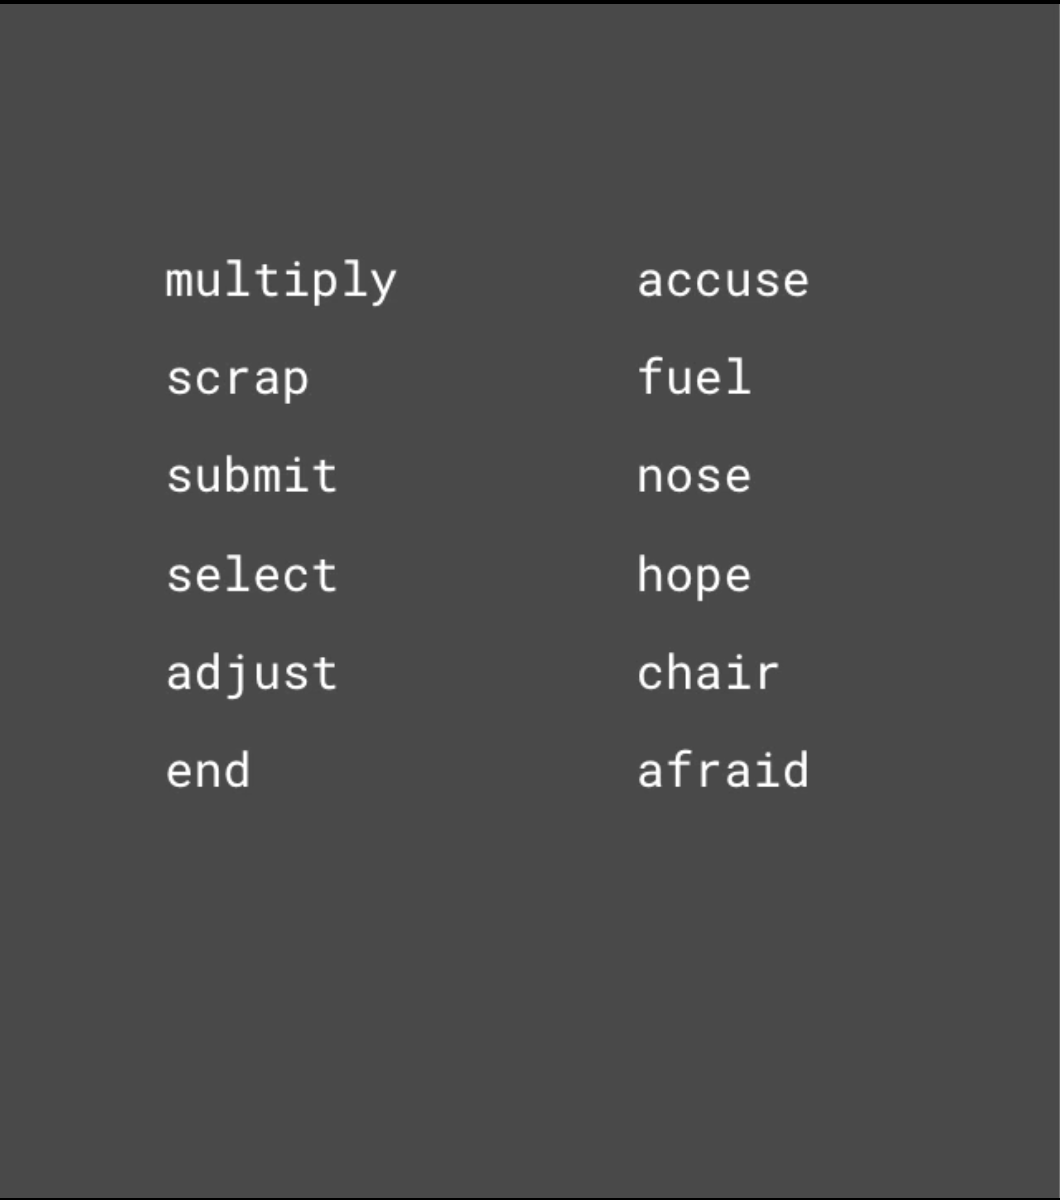 multiply accuse
scrap fuel
submit nose
select hope
adjust chair
end afraid